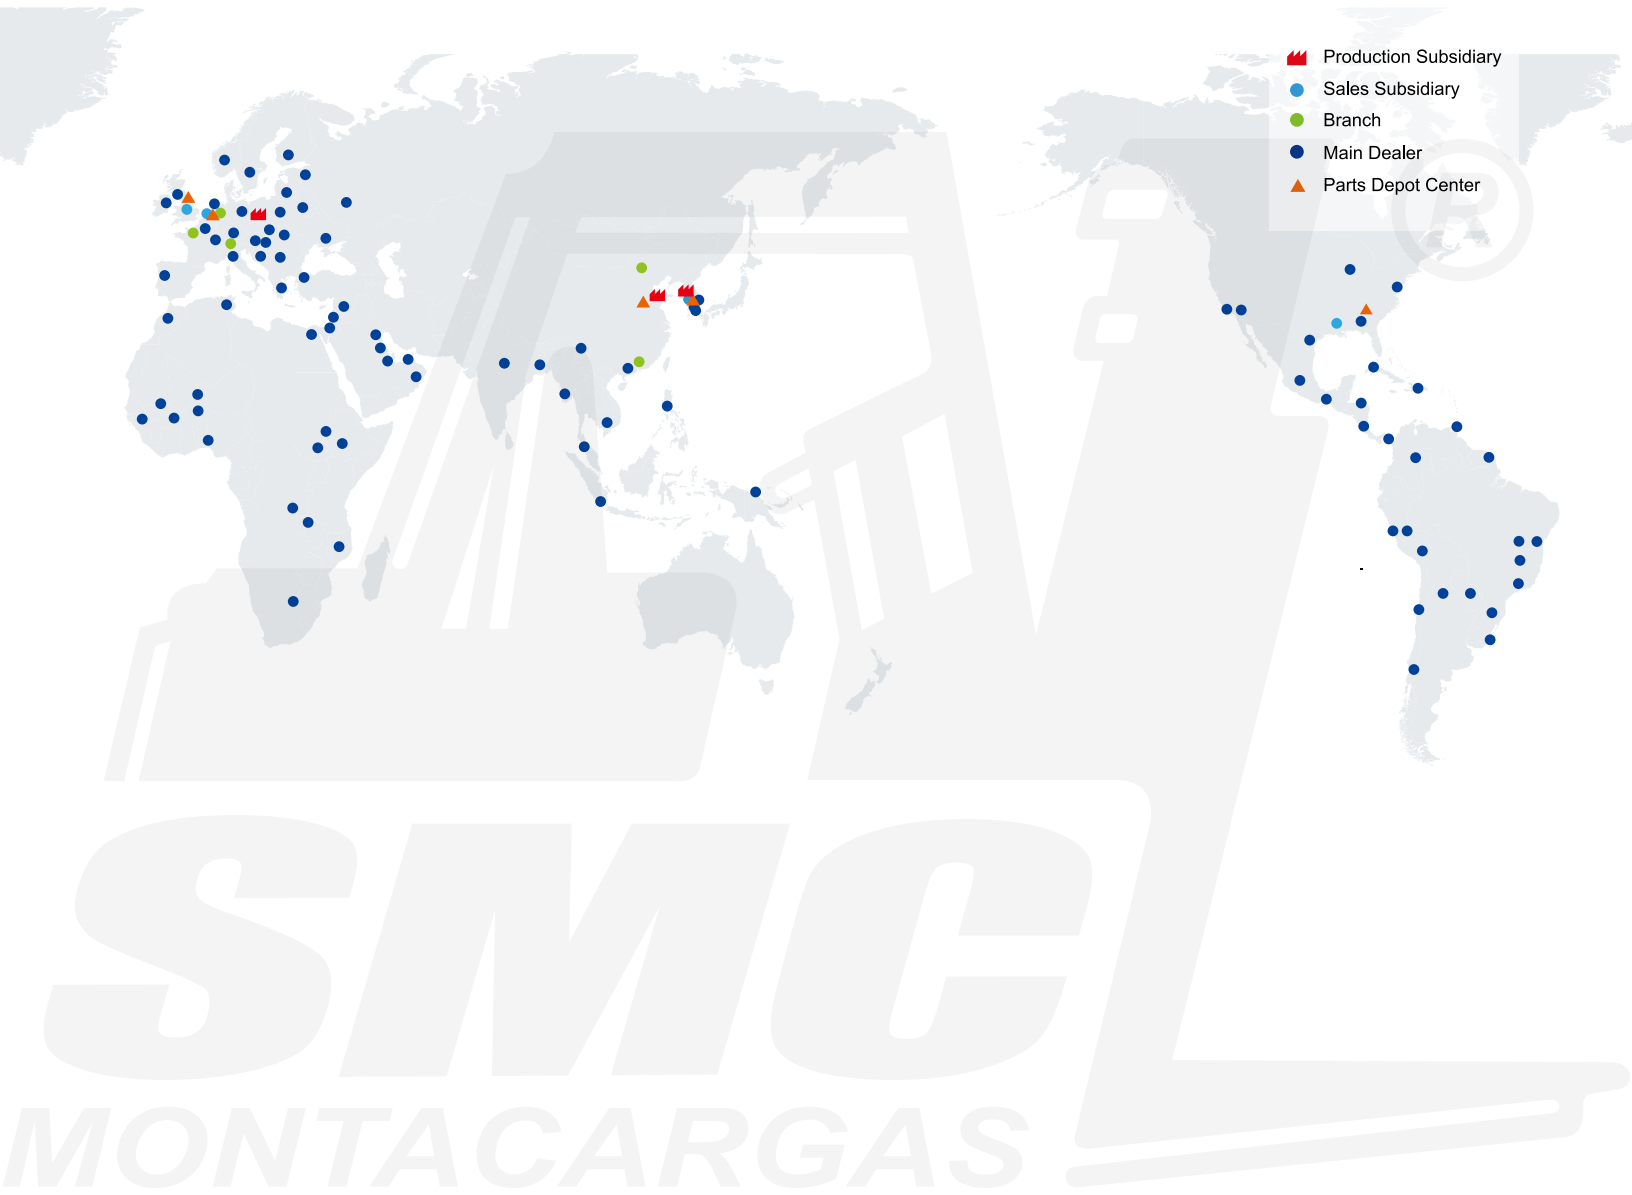 Production Subsidiary
Sales Subsidiary
Branch
Main Dealer
Parts Depot Center
®
SMC
MONTACARGAS